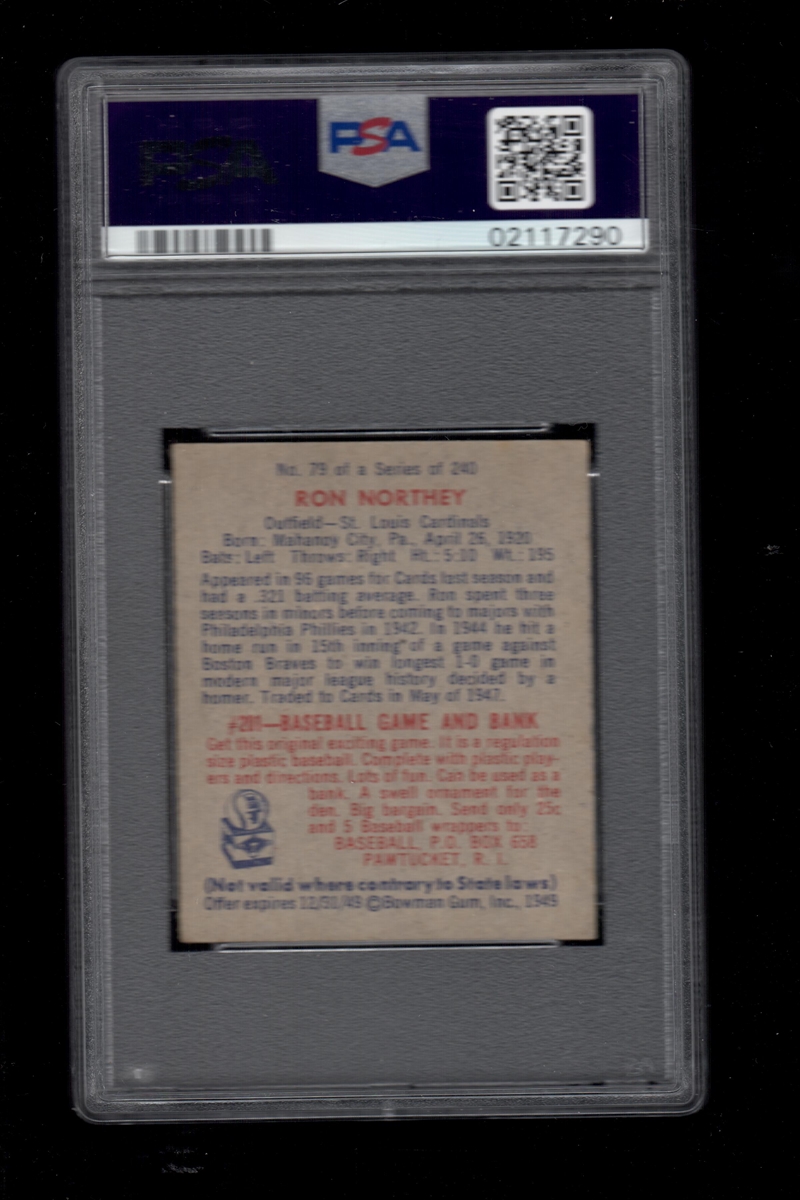 PSA
PSA
02117290
No. 79 of a Series of 240
RON NORTHEY
Outfield—St. Louis Cardinals
Born: Mahanoy City, Pa., April 26, 1920
Bats: Left Throws: Right Ht.: 5:10 Wt.: 195
Appeared in 96 games for Cards last season and
had a .321 batting average. Ron spent three
seasons in minors before coming to majors with
Philadelphia Phillies in 1942. In 1944 he hit a
home run in 15th inning of a game against
Boston Braves to win longest 1-0 game in
modern major league history decided by a
homer. Traded to Cards in May of 1947.
#201—BASEBALL GAME AND BANK
Get this original exciting game. It is a regulation
size plastic baseball. Complete with plastic play-
ers and directions. Lots of fun. Can be used as a
bank. A swell ornament for the
den. Big bargain. Send only 25c
and 5 Baseball wrappers to:
BASEBALL, P.O. BOX 658
PAWTUCKET, R. I.
(Not valid where contrary to State laws)
Offer expires 12/31/49 ©Bowman Gum, Inc., 1949